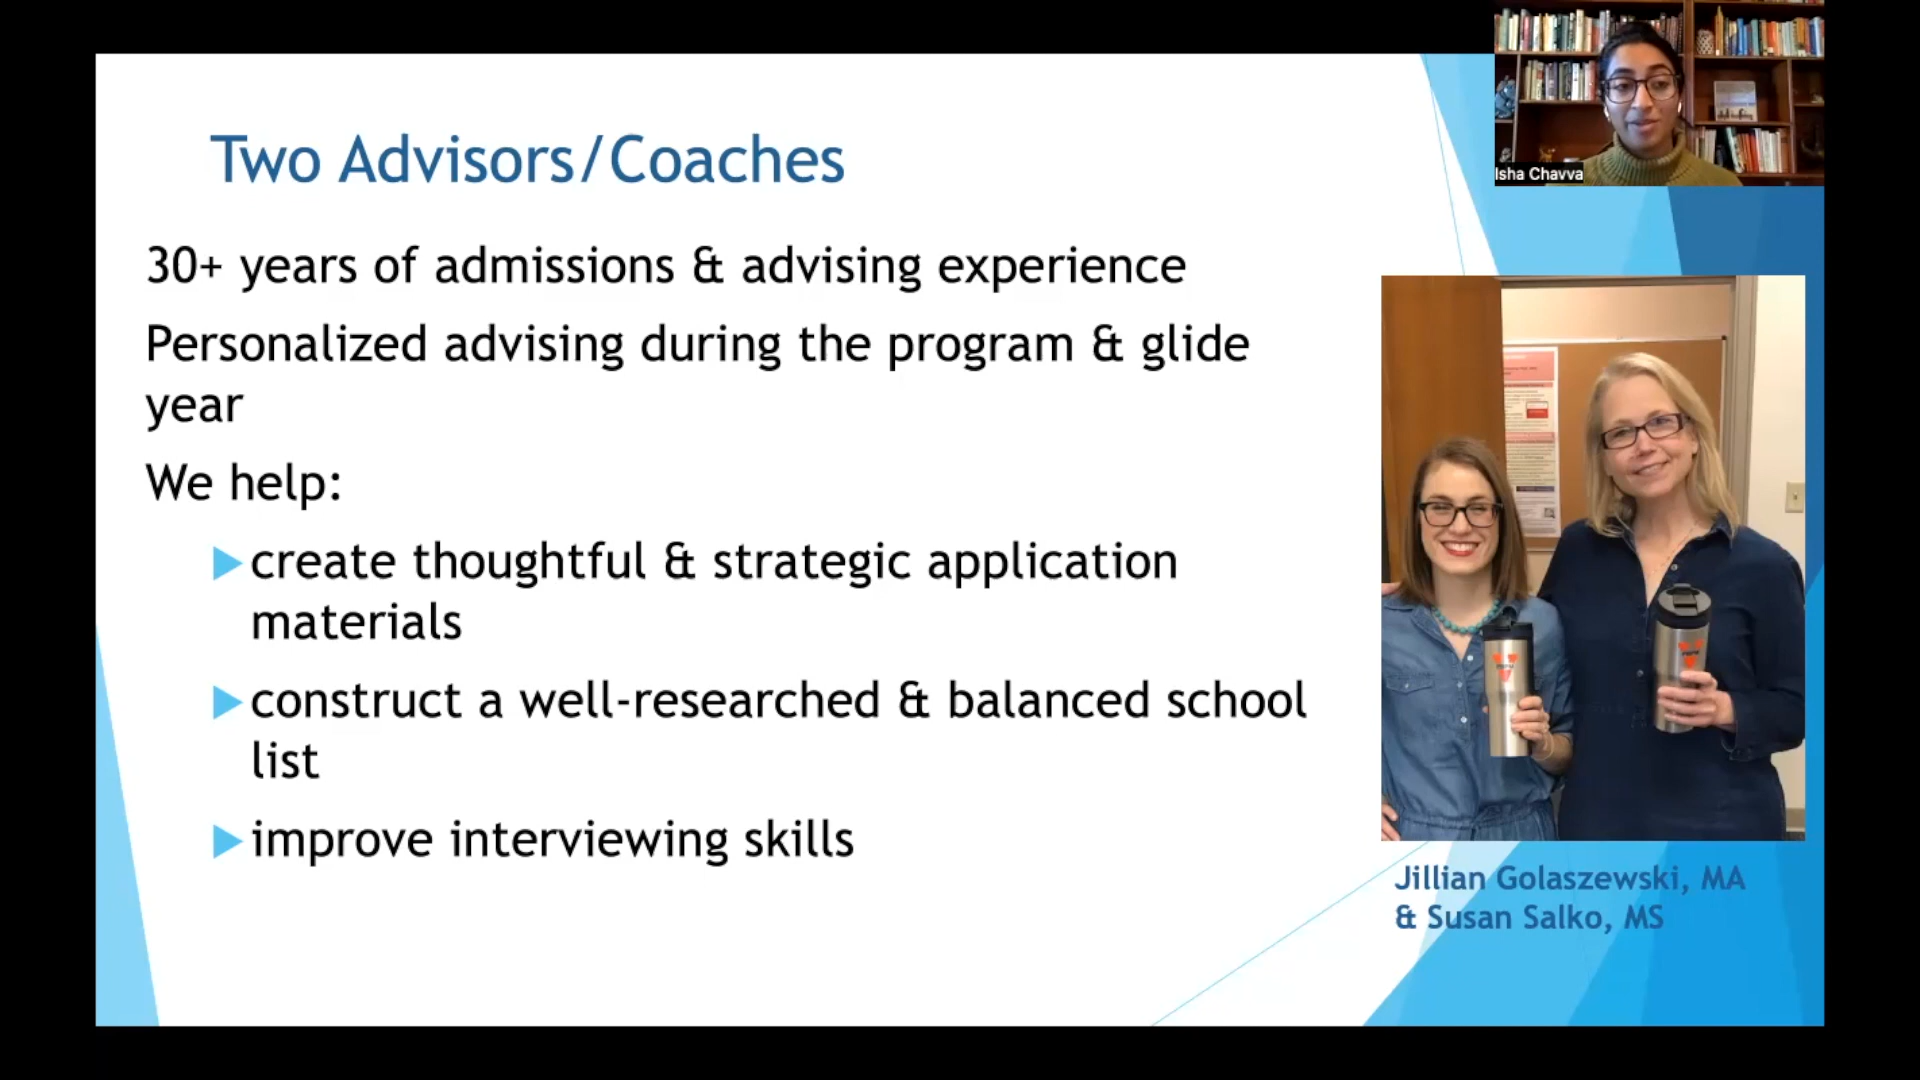 Two Advisors/Coaches
30+ years of admissions & advising experience
Personalized advising during the program & glide
year
We help:
create thoughtful & strategic application
materials
construct a well-researched & balanced school
list
improve interviewing skills
Isha Chavva
Jillian Golaszewski, MA
& Susan Salko, MS